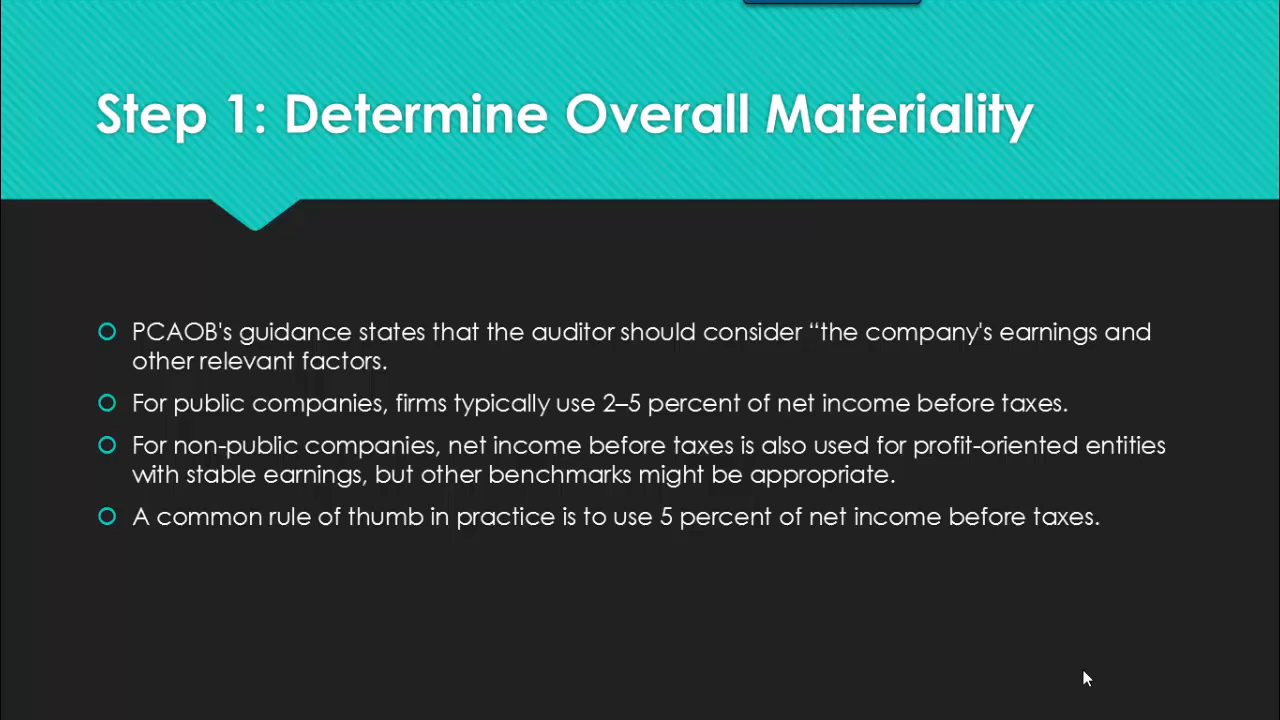 Step 1: Determine Overall Materiality
PCAOB's guidance states that the auditor should consider “the company's earnings and
other relevant factors.
For public companies, firms typically use 2–5 percent of net income before taxes.
For non-public companies, net income before taxes is also used for profit-oriented entities
with stable earnings, but other benchmarks might be appropriate.
A common rule of thumb in practice is to use 5 percent of net income before taxes.